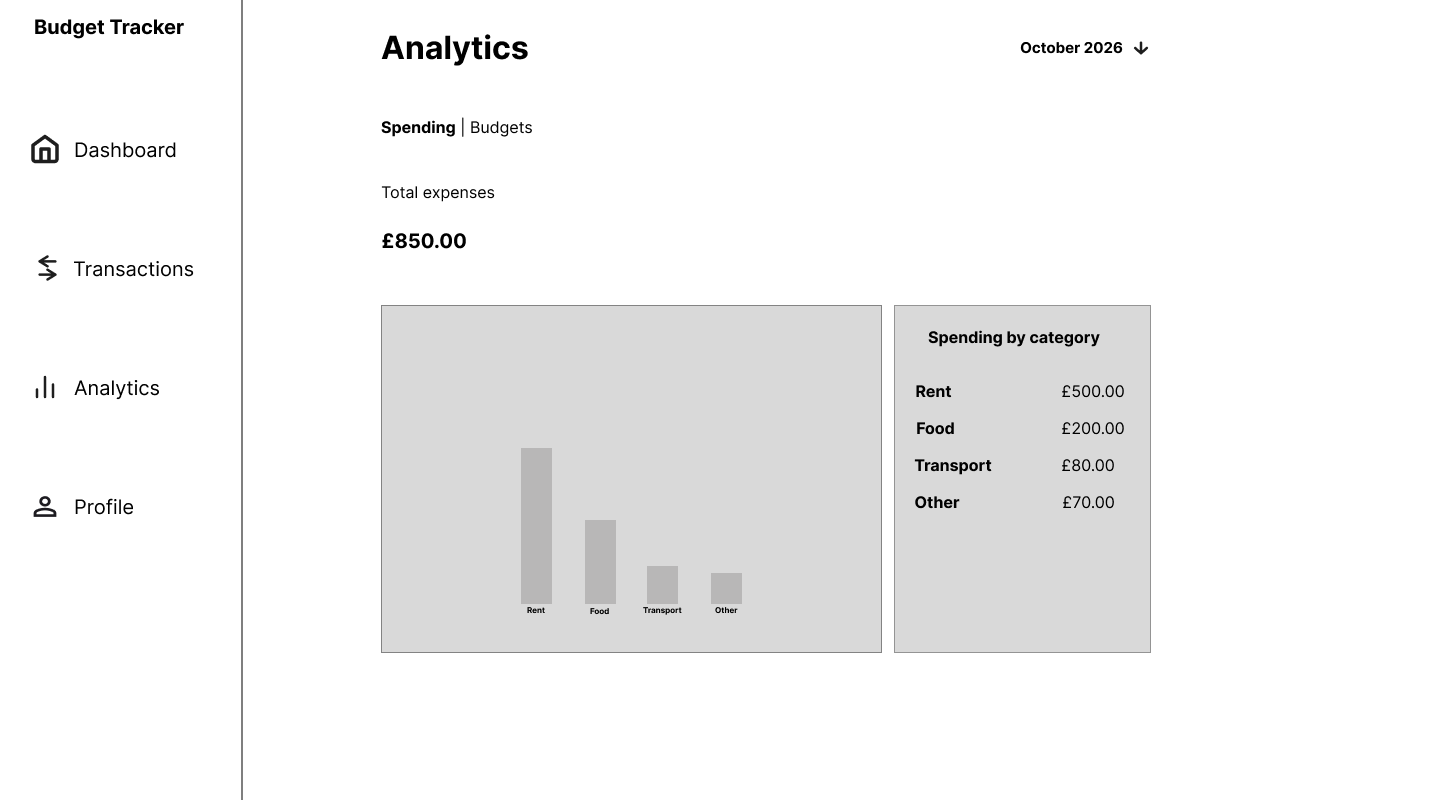 Budget Tracker
Dashboard
Transactions
Analytics
Profile
Analytics
October 2026
Spending | Budgets
Total expenses
£850.00
Rent
Food
Transport
Other
Spending by category
Rent £500.00
Food £200.00
Transport £80.00
Other £70.00